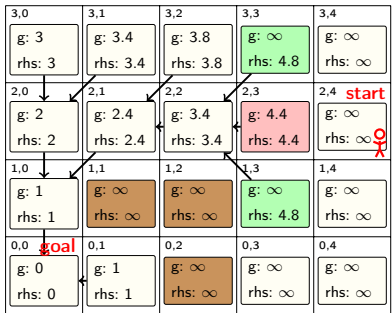 3,0 3,1 3,2 3,3 3,4
g: 3 g: 3.4 g: 3.8 g: ∞ g: ∞
rhs: 3 rhs: 3.4 rhs: 3.8 rhs: 4.8 rhs: ∞
2,0 2,1 2,2 2,3 2,4 start
g: 2 g: 2.4 g: 3.4 g: 4.4 g: ∞
rhs: 2 rhs: 2.4 rhs: 3.4 rhs: 4.4 rhs: ∞
1,0 1,1 1,2 1,3 1,4
g: 1 g: ∞ g: ∞ g: ∞ g: ∞
rhs: 1 rhs: ∞ rhs: ∞ rhs: 4.8 rhs: ∞
0,0 goal 0,1 0,2 0,3 0,4
g: 0 g: 1 g: ∞ g: ∞ g: ∞
rhs: 0 rhs: 1 rhs: ∞ rhs: ∞ rhs: ∞